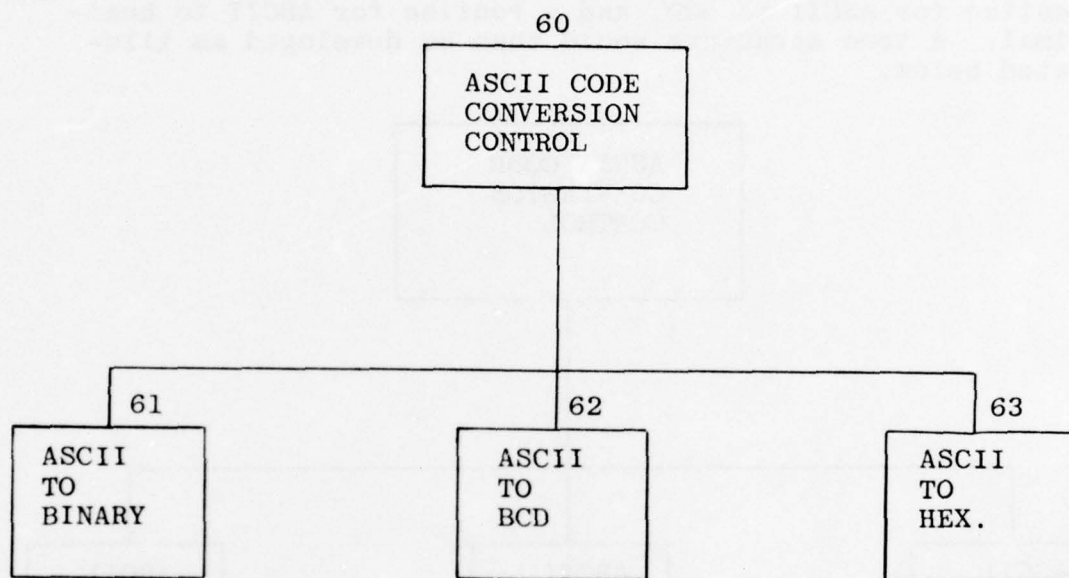 60
ASCII CODE
CONVERSION
CONTROL
61
ASCII
TO
BINARY
62
ASCII
TO
BCD
63
ASCII
TO
HEX.